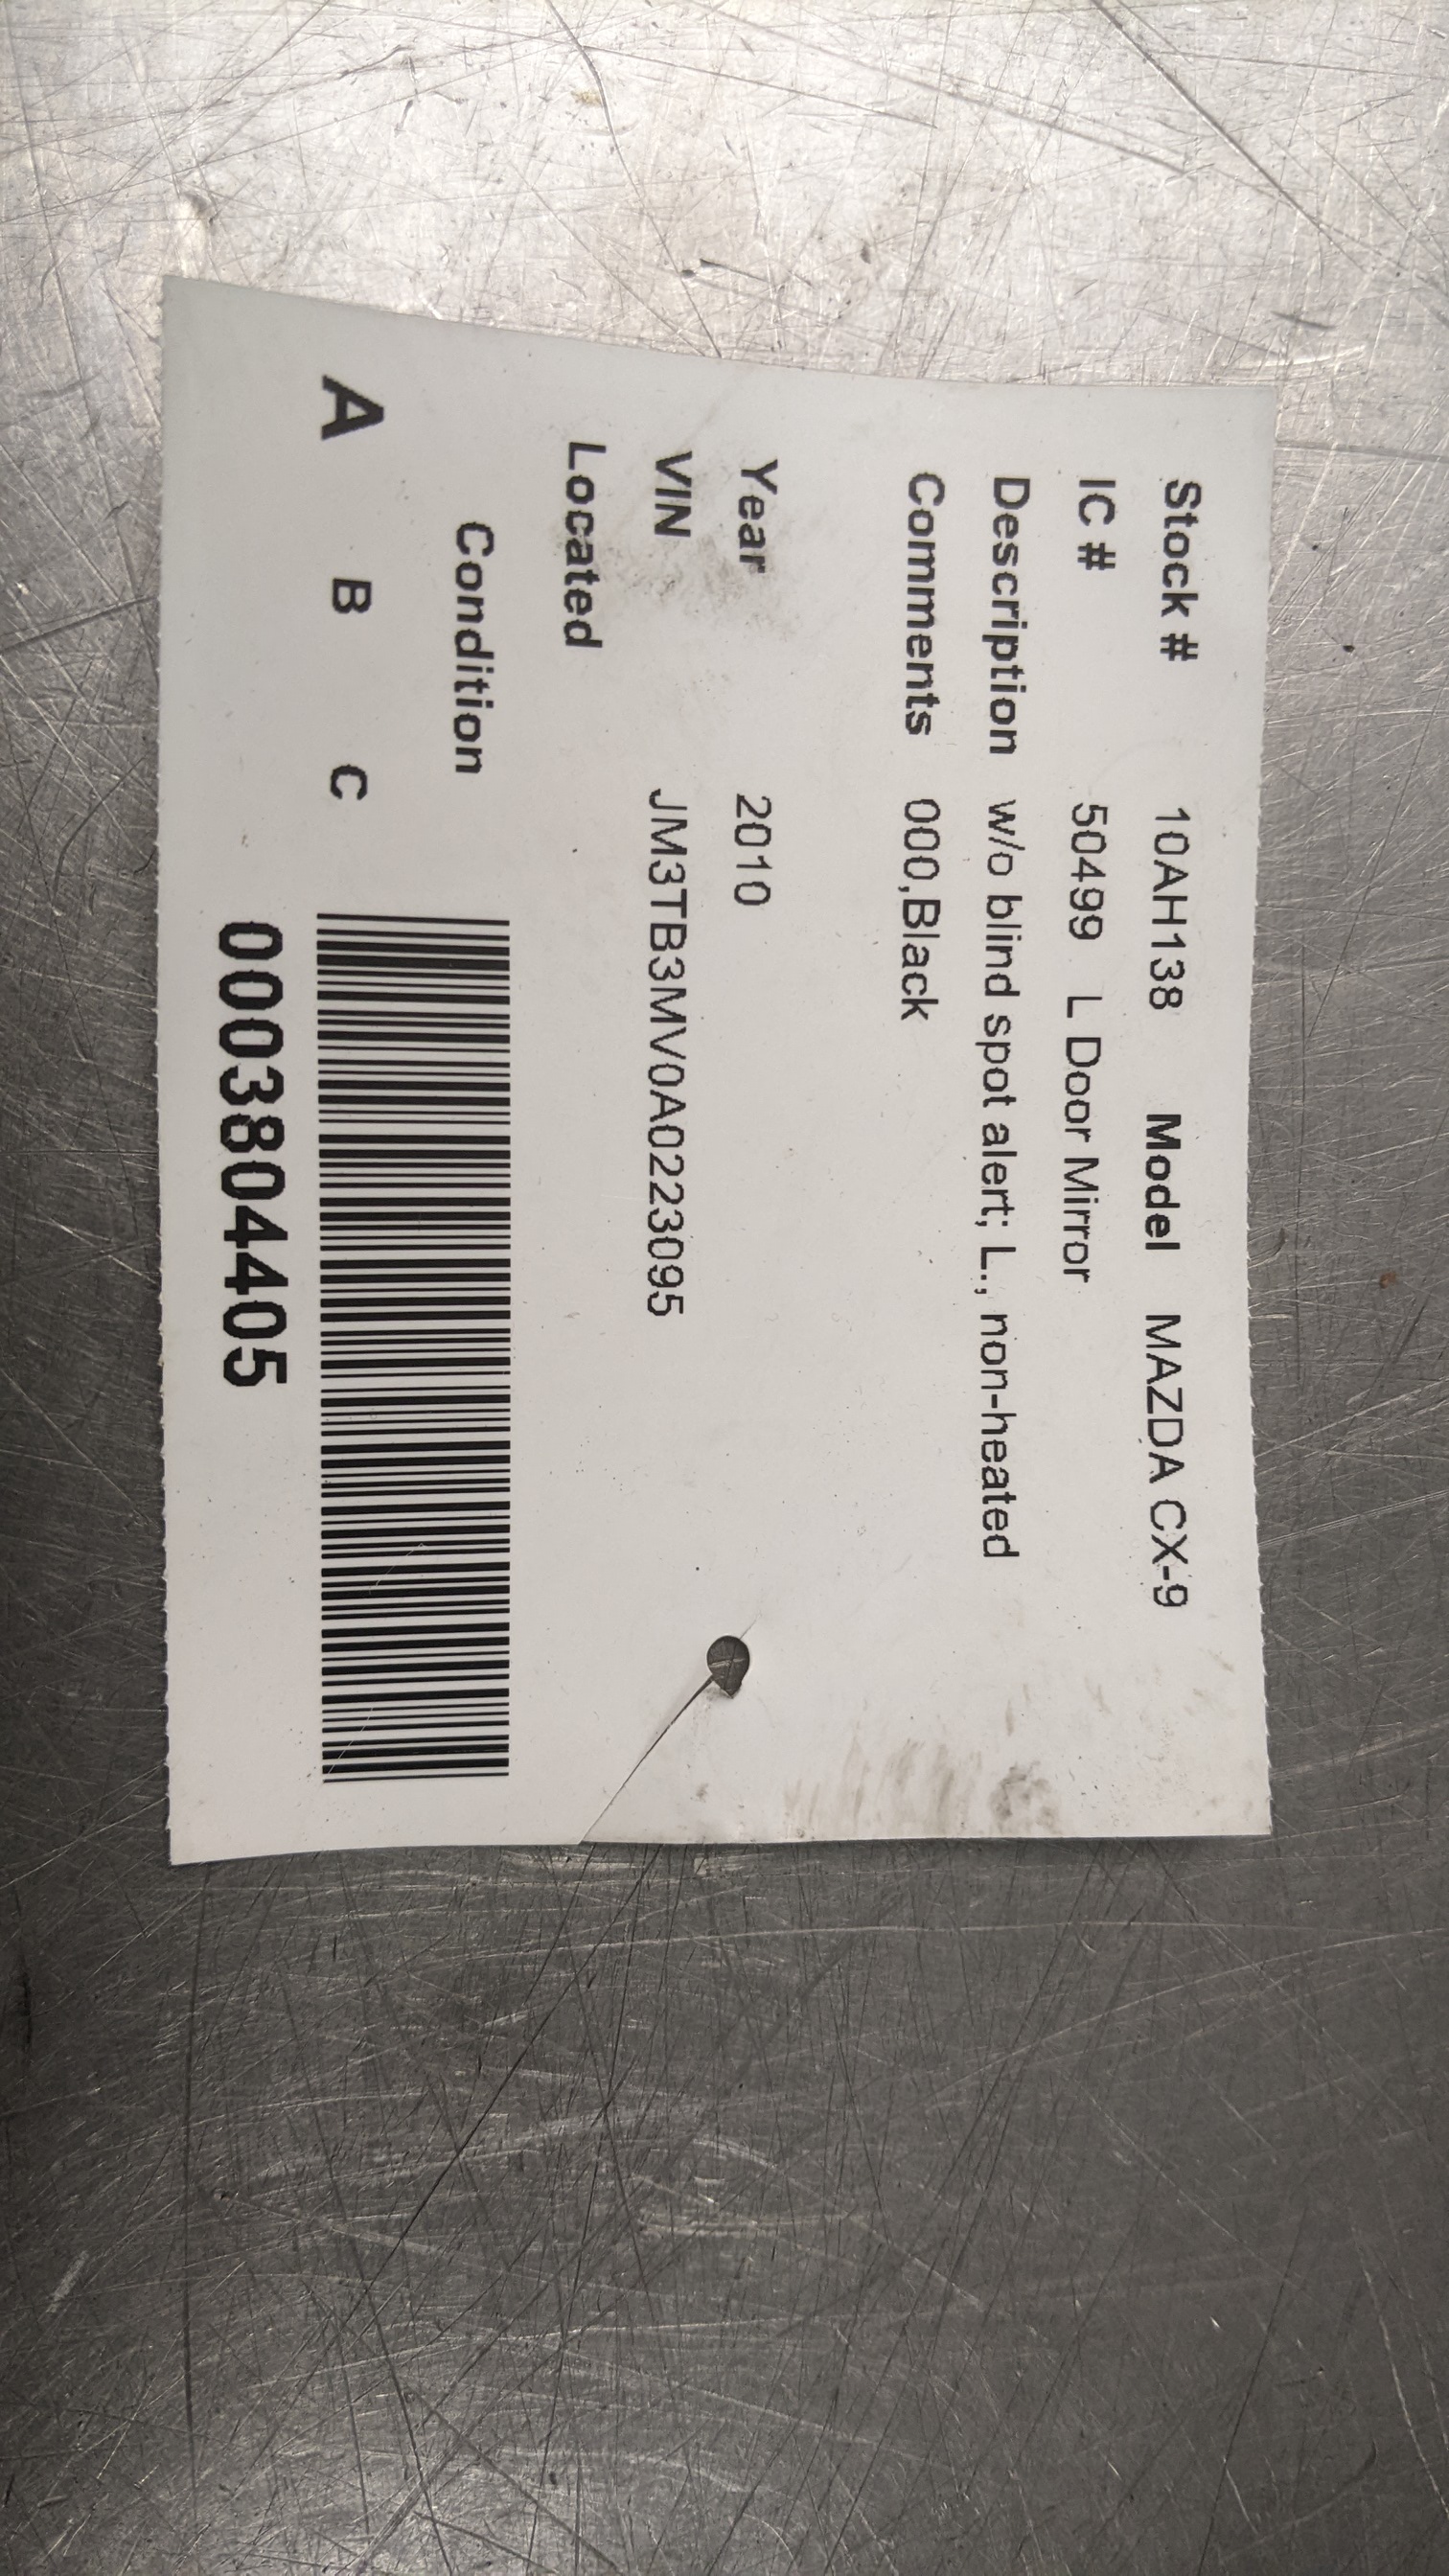 Stock # 10AH138 Model MAZDA CX-9
IC # 50499 L Door Mirror
Description w/o blind spot alert; L., non-heated
Comments 000,Black
Year 2010
VIN JM3TB3MV0A0223095
Located
Condition
A B C
0003804405